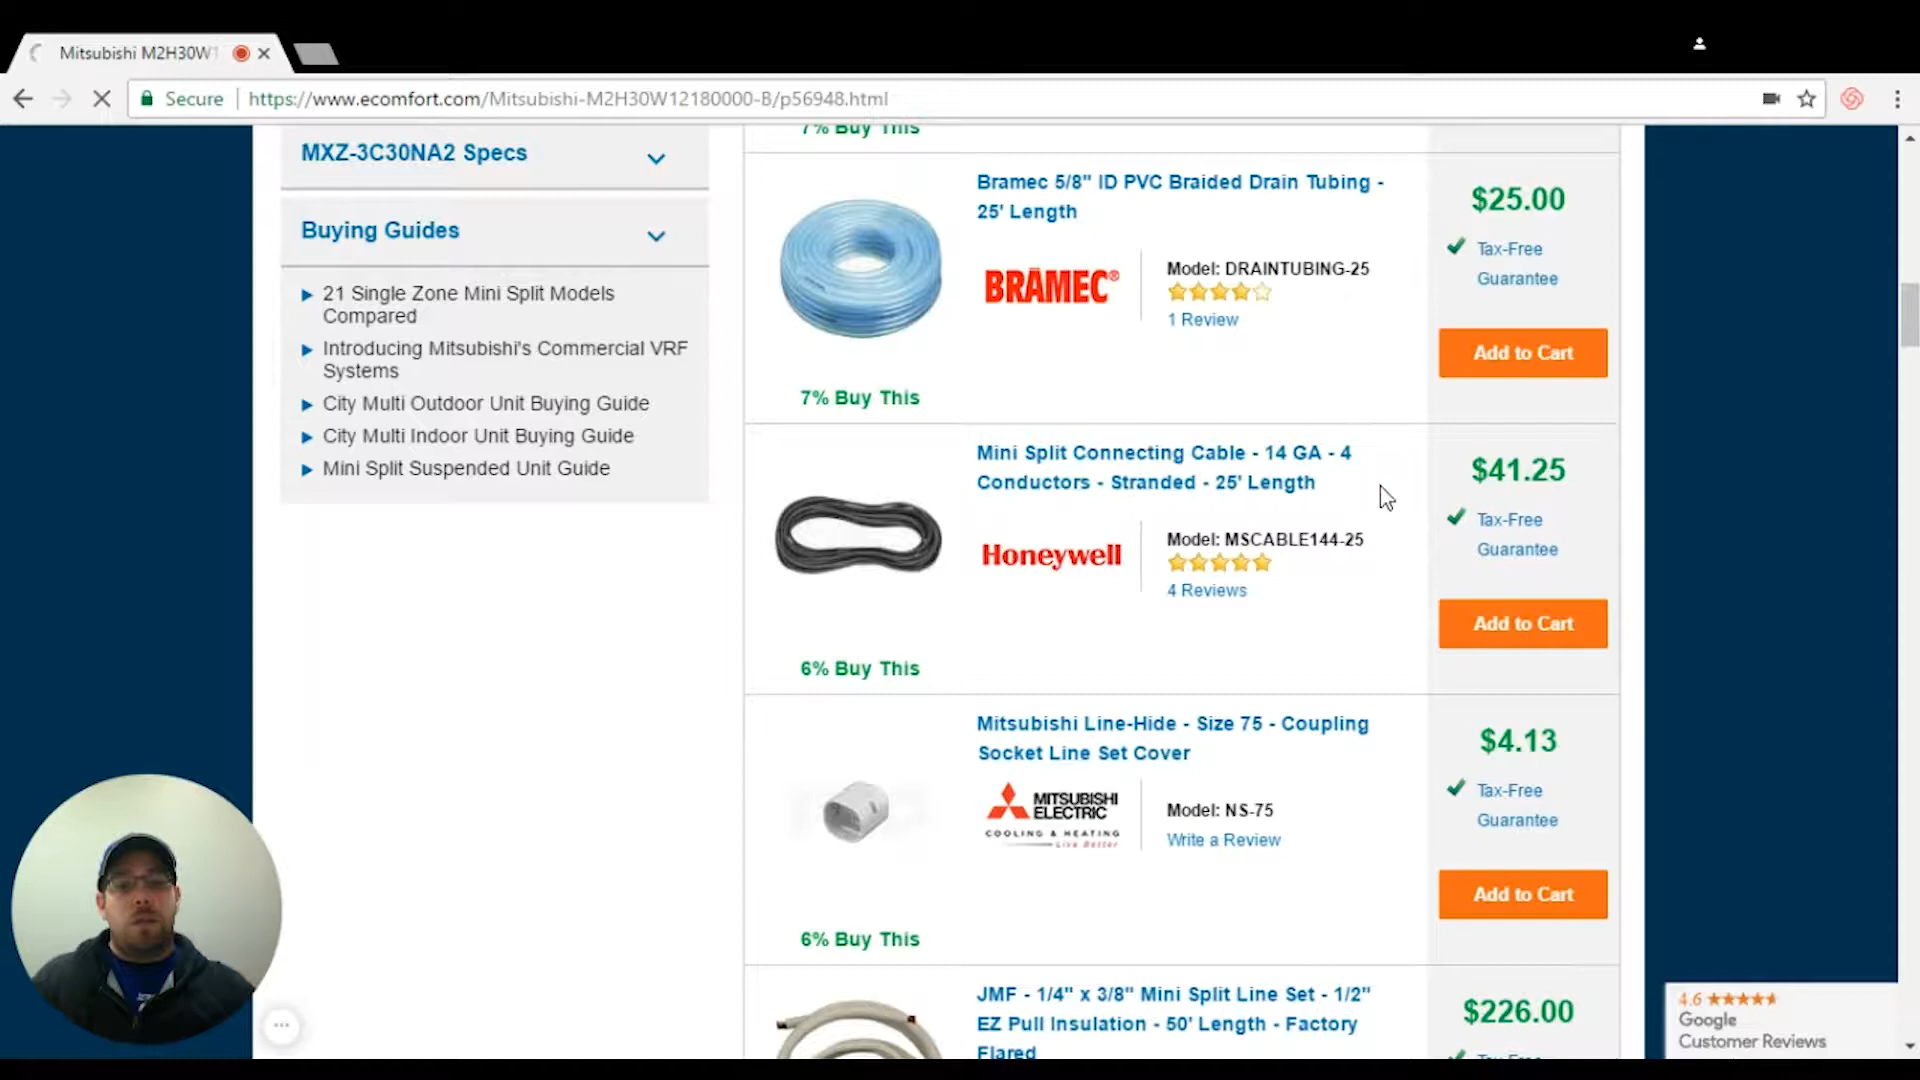 Mitsubishi M2H30W1
Secure
https://www.ecomfort.com/Mitsubishi-M2H30W12180000-B/p56948.html
MXZ-3C30NA2 Specs
Buying Guides
21 Single Zone Mini Split Models
Compared
Introducing Mitsubishi's Commercial VRF
Systems
City Multi Outdoor Unit Buying Guide
City Multi Indoor Unit Buying Guide
Mini Split Suspended Unit Guide
7% Buy This
Bramec 5/8" ID PVC Braided Drain Tubing -
25' Length
BRAMEC®
Model: DRAINTUBING-25
1 Review
$25.00
Tax-Free
Guarantee
Add to Cart
7% Buy This
Mini Split Connecting Cable - 14 GA - 4
Conductors - Stranded - 25' Length
Honeywell
Model: MSCABLE144-25
4 Reviews
$41.25
Tax-Free
Guarantee
Add to Cart
6% Buy This
Mitsubishi Line-Hide - Size 75 - Coupling
Socket Line Set Cover
MITSUBISHI
ELECTRIC
COOLING & HEATING
Live Better
Model: NS-75
Write a Review
$4.13
Tax-Free
Guarantee
Add to Cart
6% Buy This
JMF - 1/4" x 3/8" Mini Split Line Set - 1/2"
EZ Pull Insulation - 50' Length - Factory
Flared
$226.00
Tax-Free
4.6
Google
Customer Reviews